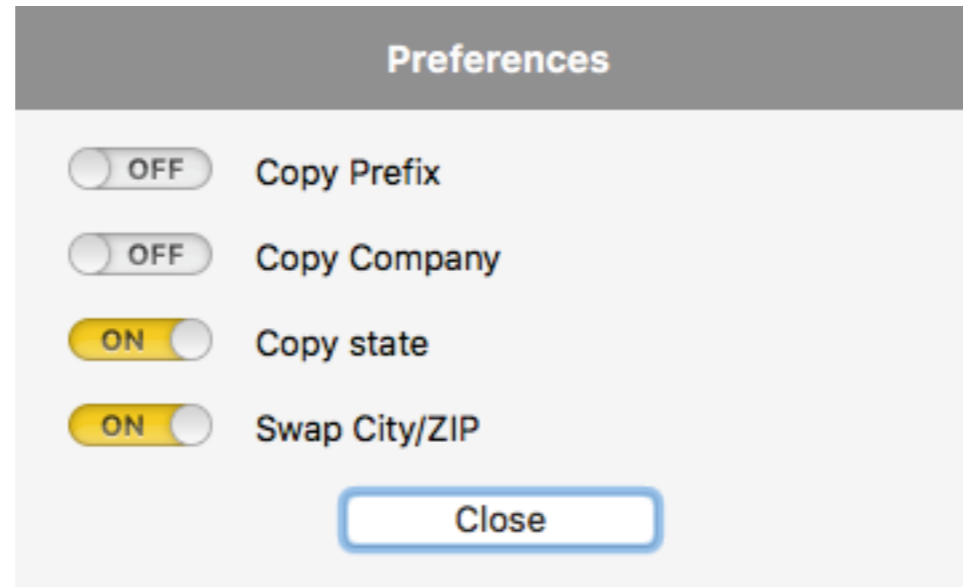 Preferences
OFF Copy Prefix
OFF Copy Company
ON Copy state
ON Swap City/ZIP
Close